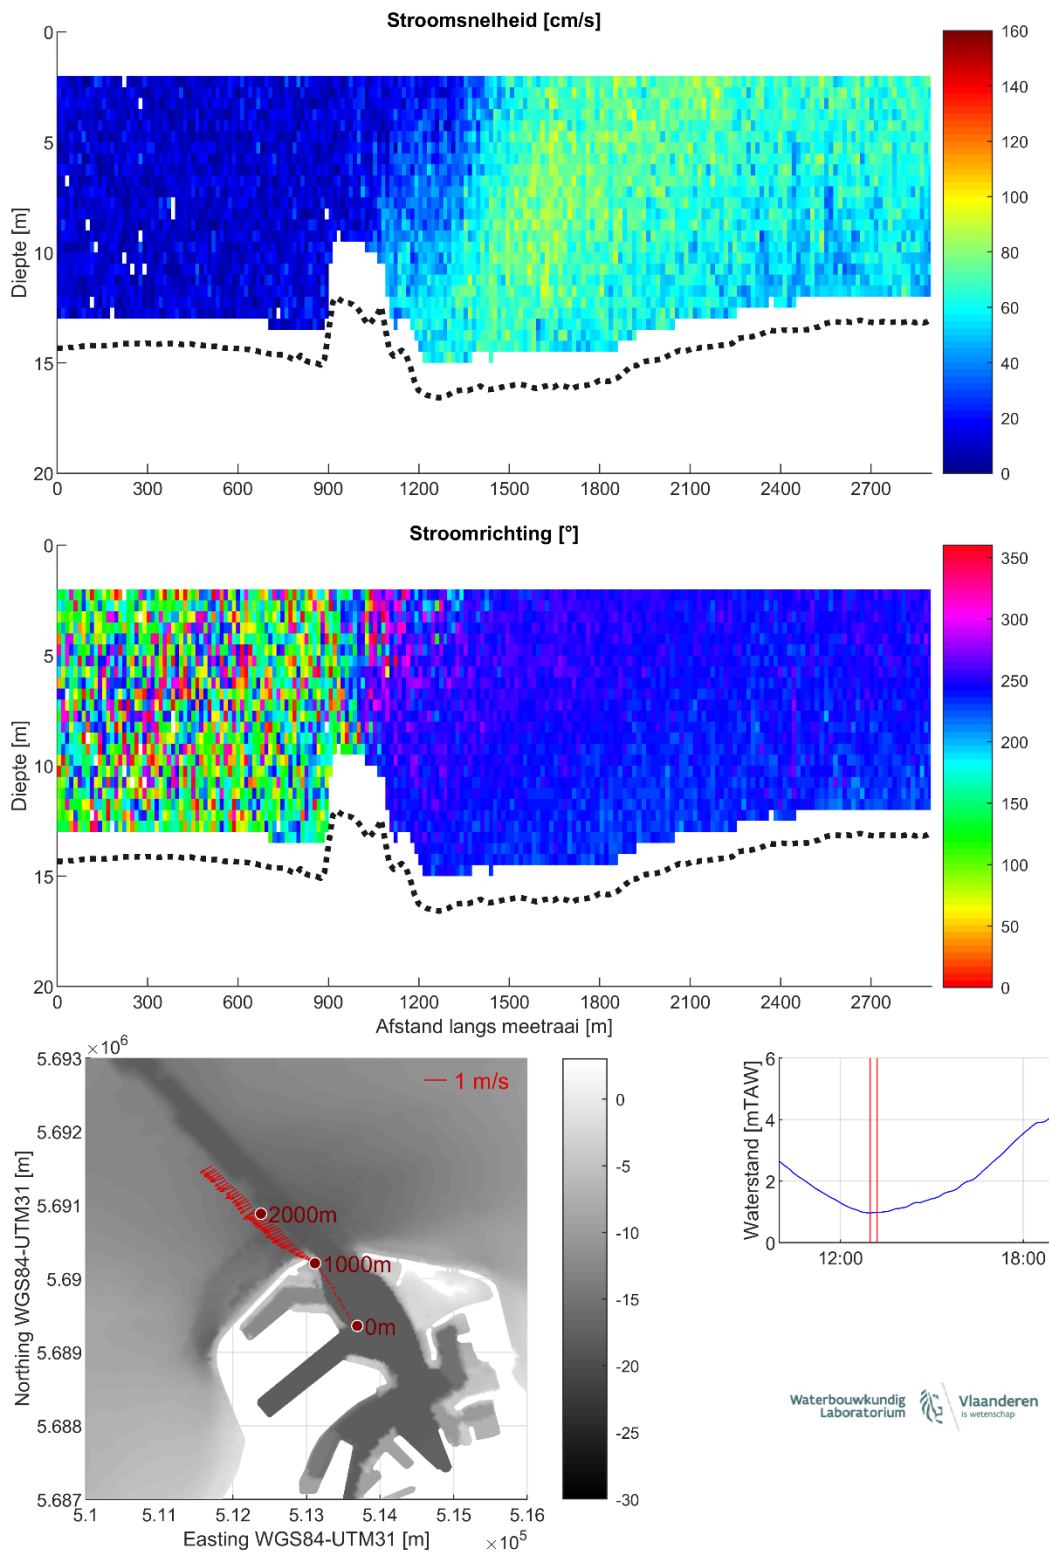 Stroomsnelheid [cm/s]
Diepte [m]
0
5
10
15
20
0 300 600 900 1200 1500 1800 2100 2400 2700
160
140
120
100
80
60
40
20
0
Stroomrichting [°]
Diepte [m]
0
5
10
15
20
0 300 600 900 1200 1500 1800 2100 2400 2700
Afstand langs meetraai [m]
350
300
250
200
150
100
50
0
×10⁶
5.693
5.692
5.691
5.69
5.689
5.688
5.687
Northing WGS84-UTM31 [m]
1 m/s
2000m
1000m
0m
5.1 5.12 5.13 5.14 5.15 5.16
Easting WGS84-UTM31 [m]
×10⁵
0
-5
-10
-15
-20
-25
-30
Waterstand [mTAW]
6
4
2
0
12:00 18:00
Waterbouwkundig
Laboratorium
Vlaanderen
is wetenschap